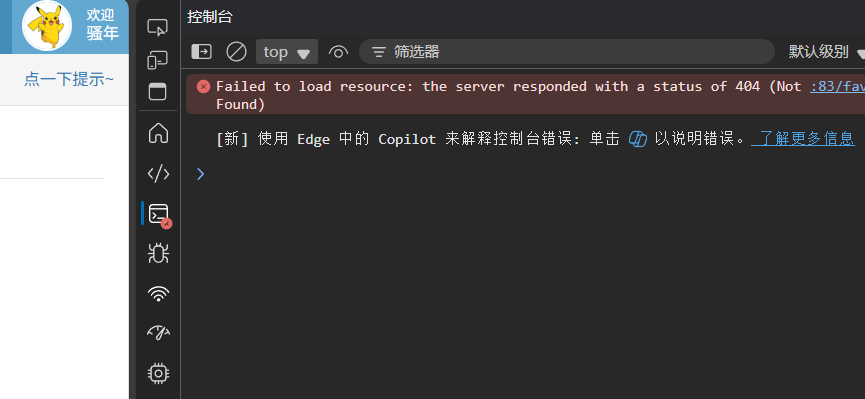 欢迎
骚年
点一下提示~
控制台
top
筛选器
默认级别
Failed to load resource: the server responded with a status of 404 (Not :83/fav
Found)
[新] 使用 Edge 中的 Copilot 来解释控制台错误: 单击 以说明错误。 了解更多信息